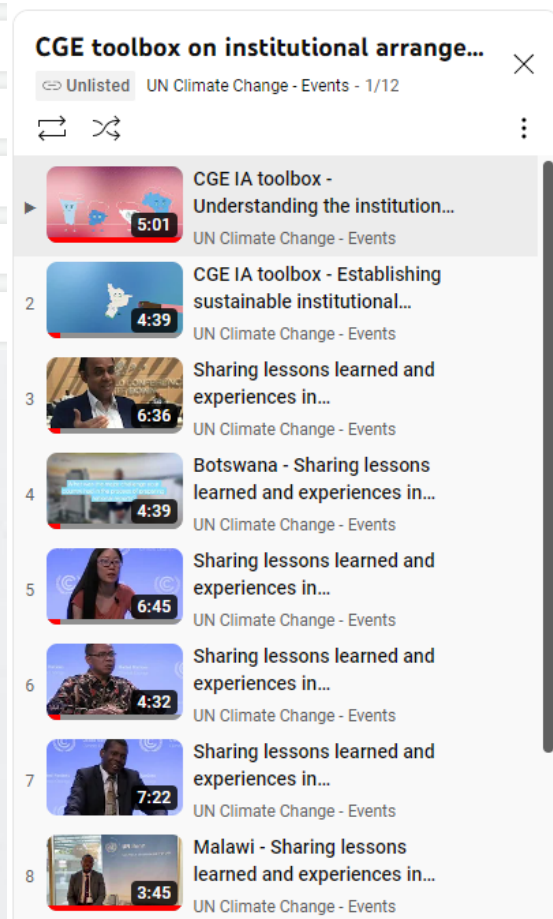 CGE toolbox on institutional arrange...
Unlisted UN Climate Change - Events - 1/12
CGE IA toolbox -
Understanding the institution...
UN Climate Change - Events
5:01
2
CGE IA toolbox - Establishing
sustainable institutional...
UN Climate Change - Events
4:39
3
Sharing lessons learned and
experiences in...
UN Climate Change - Events
6:36
4
Botswana - Sharing lessons
learned and experiences in...
UN Climate Change - Events
4:39
5
Sharing lessons learned and
experiences in...
UN Climate Change - Events
6:45
6
Sharing lessons learned and
experiences in...
UN Climate Change - Events
4:32
7
Sharing lessons learned and
experiences in...
UN Climate Change - Events
7:22
8
Malawi - Sharing lessons
learned and experiences in...
UN Climate Change - Events
3:45